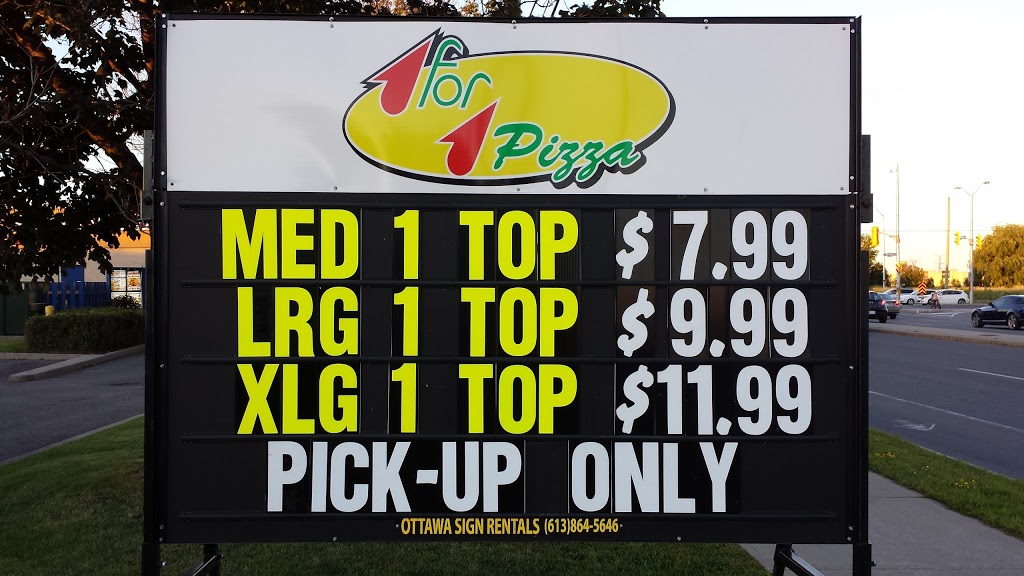 1 for
1 Pizza
MED 1 TOP $ 7.99
LRG 1 TOP $ 9.99
XLG 1 TOP $11.99
PICK-UP ONLY
OTTAWA SIGN RENTALS (613)864-5646